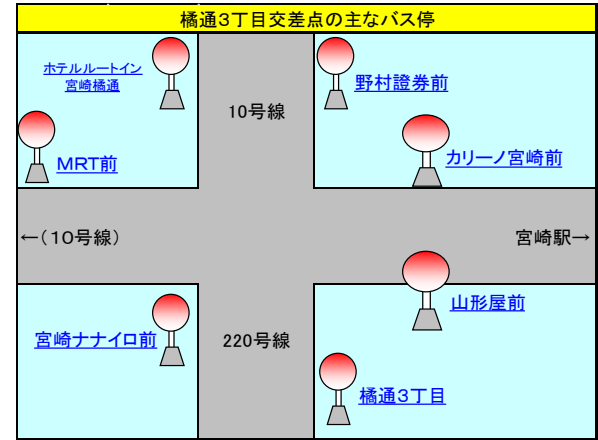 橘通3丁目交差点の主なバス停
ホテルルートイン
宮崎橘通
野村證券前
10号線
MRT前
カリーノ宮崎前
←(10号線)
宮崎駅→
山形屋前
宮崎ナナイロ前
220号線
橘通3丁目